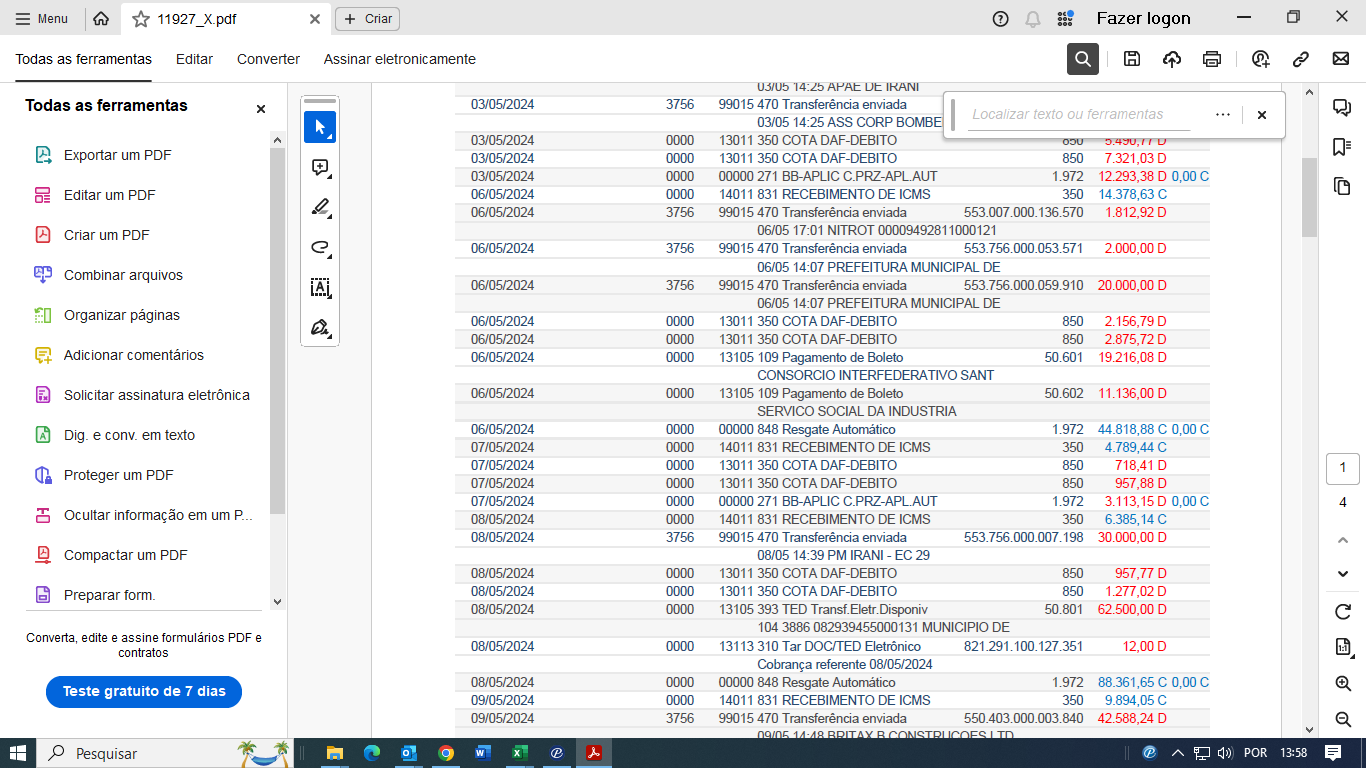 Menu 11927_X.pdf Criar Fazer logon
Todas as ferramentas Editar Converter Assinar eletronicamente
Todas as ferramentas
Exportar um PDF
Editar um PDF
Criar um PDF
Combinar arquivos
Organizar páginas
Adicionar comentários
Solicitar assinatura eletrônica
Dig. e conv. em texto
Proteger um PDF
Ocultar informação em um P...
Compactar um PDF
Preparar form.
Converta, edite e assine formulários PDF e
contratos
Teste gratuito de 7 dias
Localizar texto ou ferramentas
03/05 14:25 APAE DE IRANI
03/05/2024 3756 99015 470 Transferência enviada
03/05 14:25 ASS CORP BOMBE
03/05/2024 0000 13011 350 COTA DAF-DEBITO 850 5.490,77 D
03/05/2024 0000 13011 350 COTA DAF-DEBITO 850 7.321,03 D
03/05/2024 0000 00000 271 BB-APLIC C.PRZ-APL.AUT 1.972 12.293,38 D 0,00 C
06/05/2024 0000 14011 831 RECEBIMENTO DE ICMS 350 14.378,63 C
06/05/2024 3756 99015 470 Transferência enviada 553.007.000.136.570 1.812,92 D
06/05 17:01 NITROT 00009492811000121
06/05/2024 3756 99015 470 Transferência enviada 553.756.000.053.571 2.000,00 D
06/05 14:07 PREFEITURA MUNICIPAL DE
06/05/2024 3756 99015 470 Transferência enviada 553.756.000.059.910 20.000,00 D
06/05 14:07 PREFEITURA MUNICIPAL DE
06/05/2024 0000 13011 350 COTA DAF-DEBITO 850 2.156,79 D
06/05/2024 0000 13011 350 COTA DAF-DEBITO 850 2.875,72 D
06/05/2024 0000 13105 109 Pagamento de Boleto 50.601 19.216,08 D
CONSORCIO INTERFEDERATIVO SANT
06/05/2024 0000 13105 109 Pagamento de Boleto 50.602 11.136,00 D
SERVICO SOCIAL DA INDUSTRIA
06/05/2024 0000 00000 848 Resgate Automático 1.972 44.818,88 C 0,00 C
07/05/2024 0000 14011 831 RECEBIMENTO DE ICMS 350 4.789,44 C
07/05/2024 0000 13011 350 COTA DAF-DEBITO 850 718,41 D
07/05/2024 0000 13011 350 COTA DAF-DEBITO 850 957,88 D
07/05/2024 0000 00000 271 BB-APLIC C.PRZ-APL.AUT 1.972 3.113,15 D 0,00 C
08/05/2024 0000 14011 831 RECEBIMENTO DE ICMS 350 6.385,14 C
08/05/2024 3756 99015 470 Transferência enviada 553.756.000.007.198 30.000,00 D
08/05 14:39 PM IRANI - EC 29
08/05/2024 0000 13011 350 COTA DAF-DEBITO 850 957,77 D
08/05/2024 0000 13011 350 COTA DAF-DEBITO 850 1.277,02 D
08/05/2024 0000 13105 393 TED Transf.Eletr.Disponiv 50.801 62.500,00 D
104 3886 082939455000131 MUNICIPIO DE
08/05/2024 0000 13113 310 Tar DOC/TED Eletrônico 821.291.100.127.351 12,00 D
Cobrança referente 08/05/2024
08/05/2024 0000 00000 848 Resgate Automático 1.972 88.361,65 C 0,00 C
09/05/2024 0000 14011 831 RECEBIMENTO DE ICMS 350 9.894,05 C
09/05/2024 3756 99015 470 Transferência enviada 550.403.000.003.840 42.588,24 D
09/05 14:48 BRITAX B CONSTRUCOES LTD
1
4
1:1
Pesquisar
POR 13:58